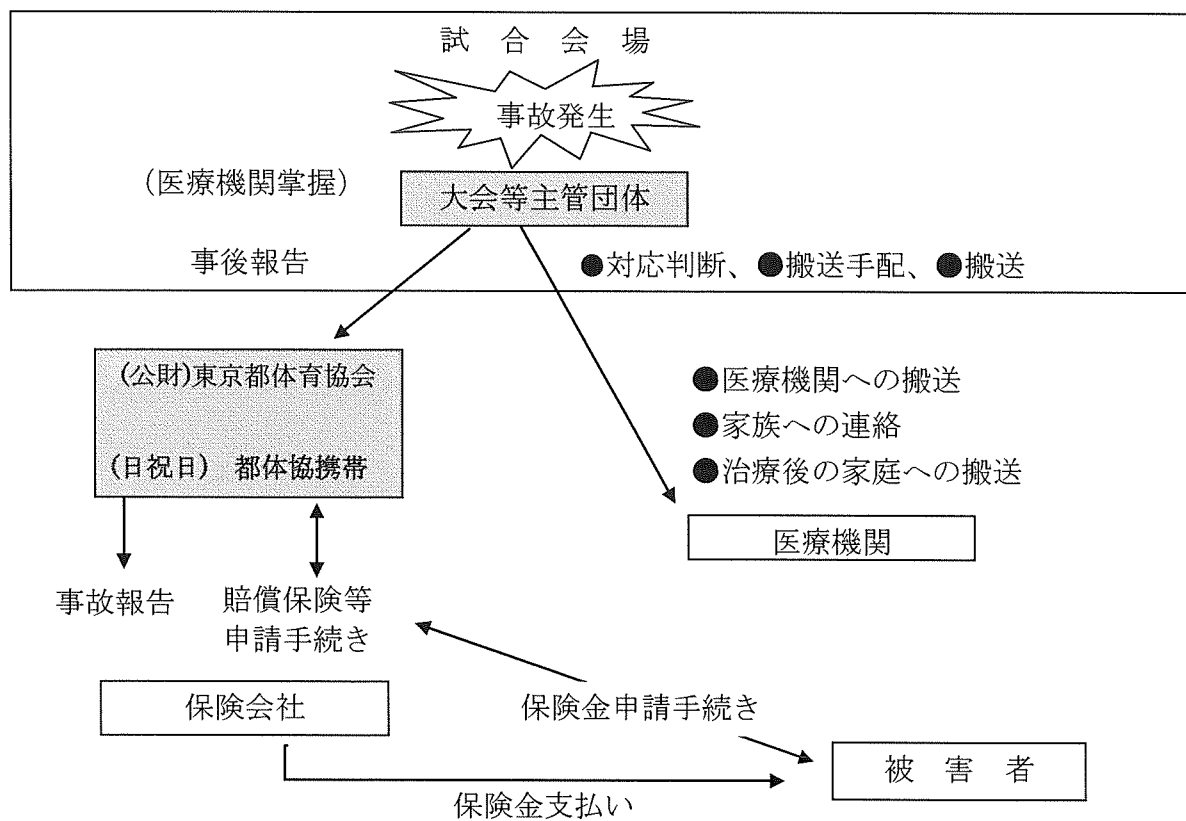 試　合　会　場
事故発生
(医療機関掌握)
大会等主管団体
事後報告
●対応判断、●搬送手配、●搬送
(公財)東京都体育協会
(日祝日)　都体協携帯
●医療機関への搬送
●家族への連絡
●治療後の家庭への搬送
医療機関
事故報告
賠償保険等
申請手続き
保険会社
保険金申請手続き
被　害　者
保険金支払い